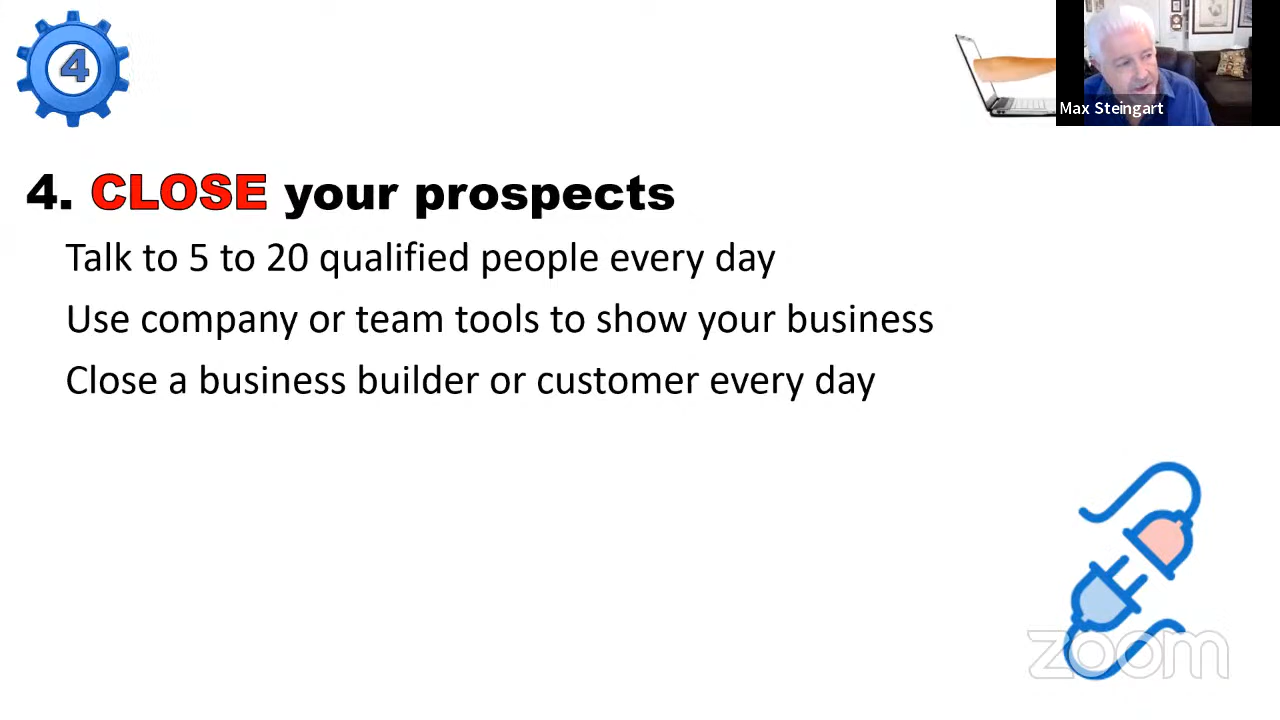 4
Max Steingart
4. CLOSE your prospects
Talk to 5 to 20 qualified people every day
Use company or team tools to show your business
Close a business builder or customer every day
zoom